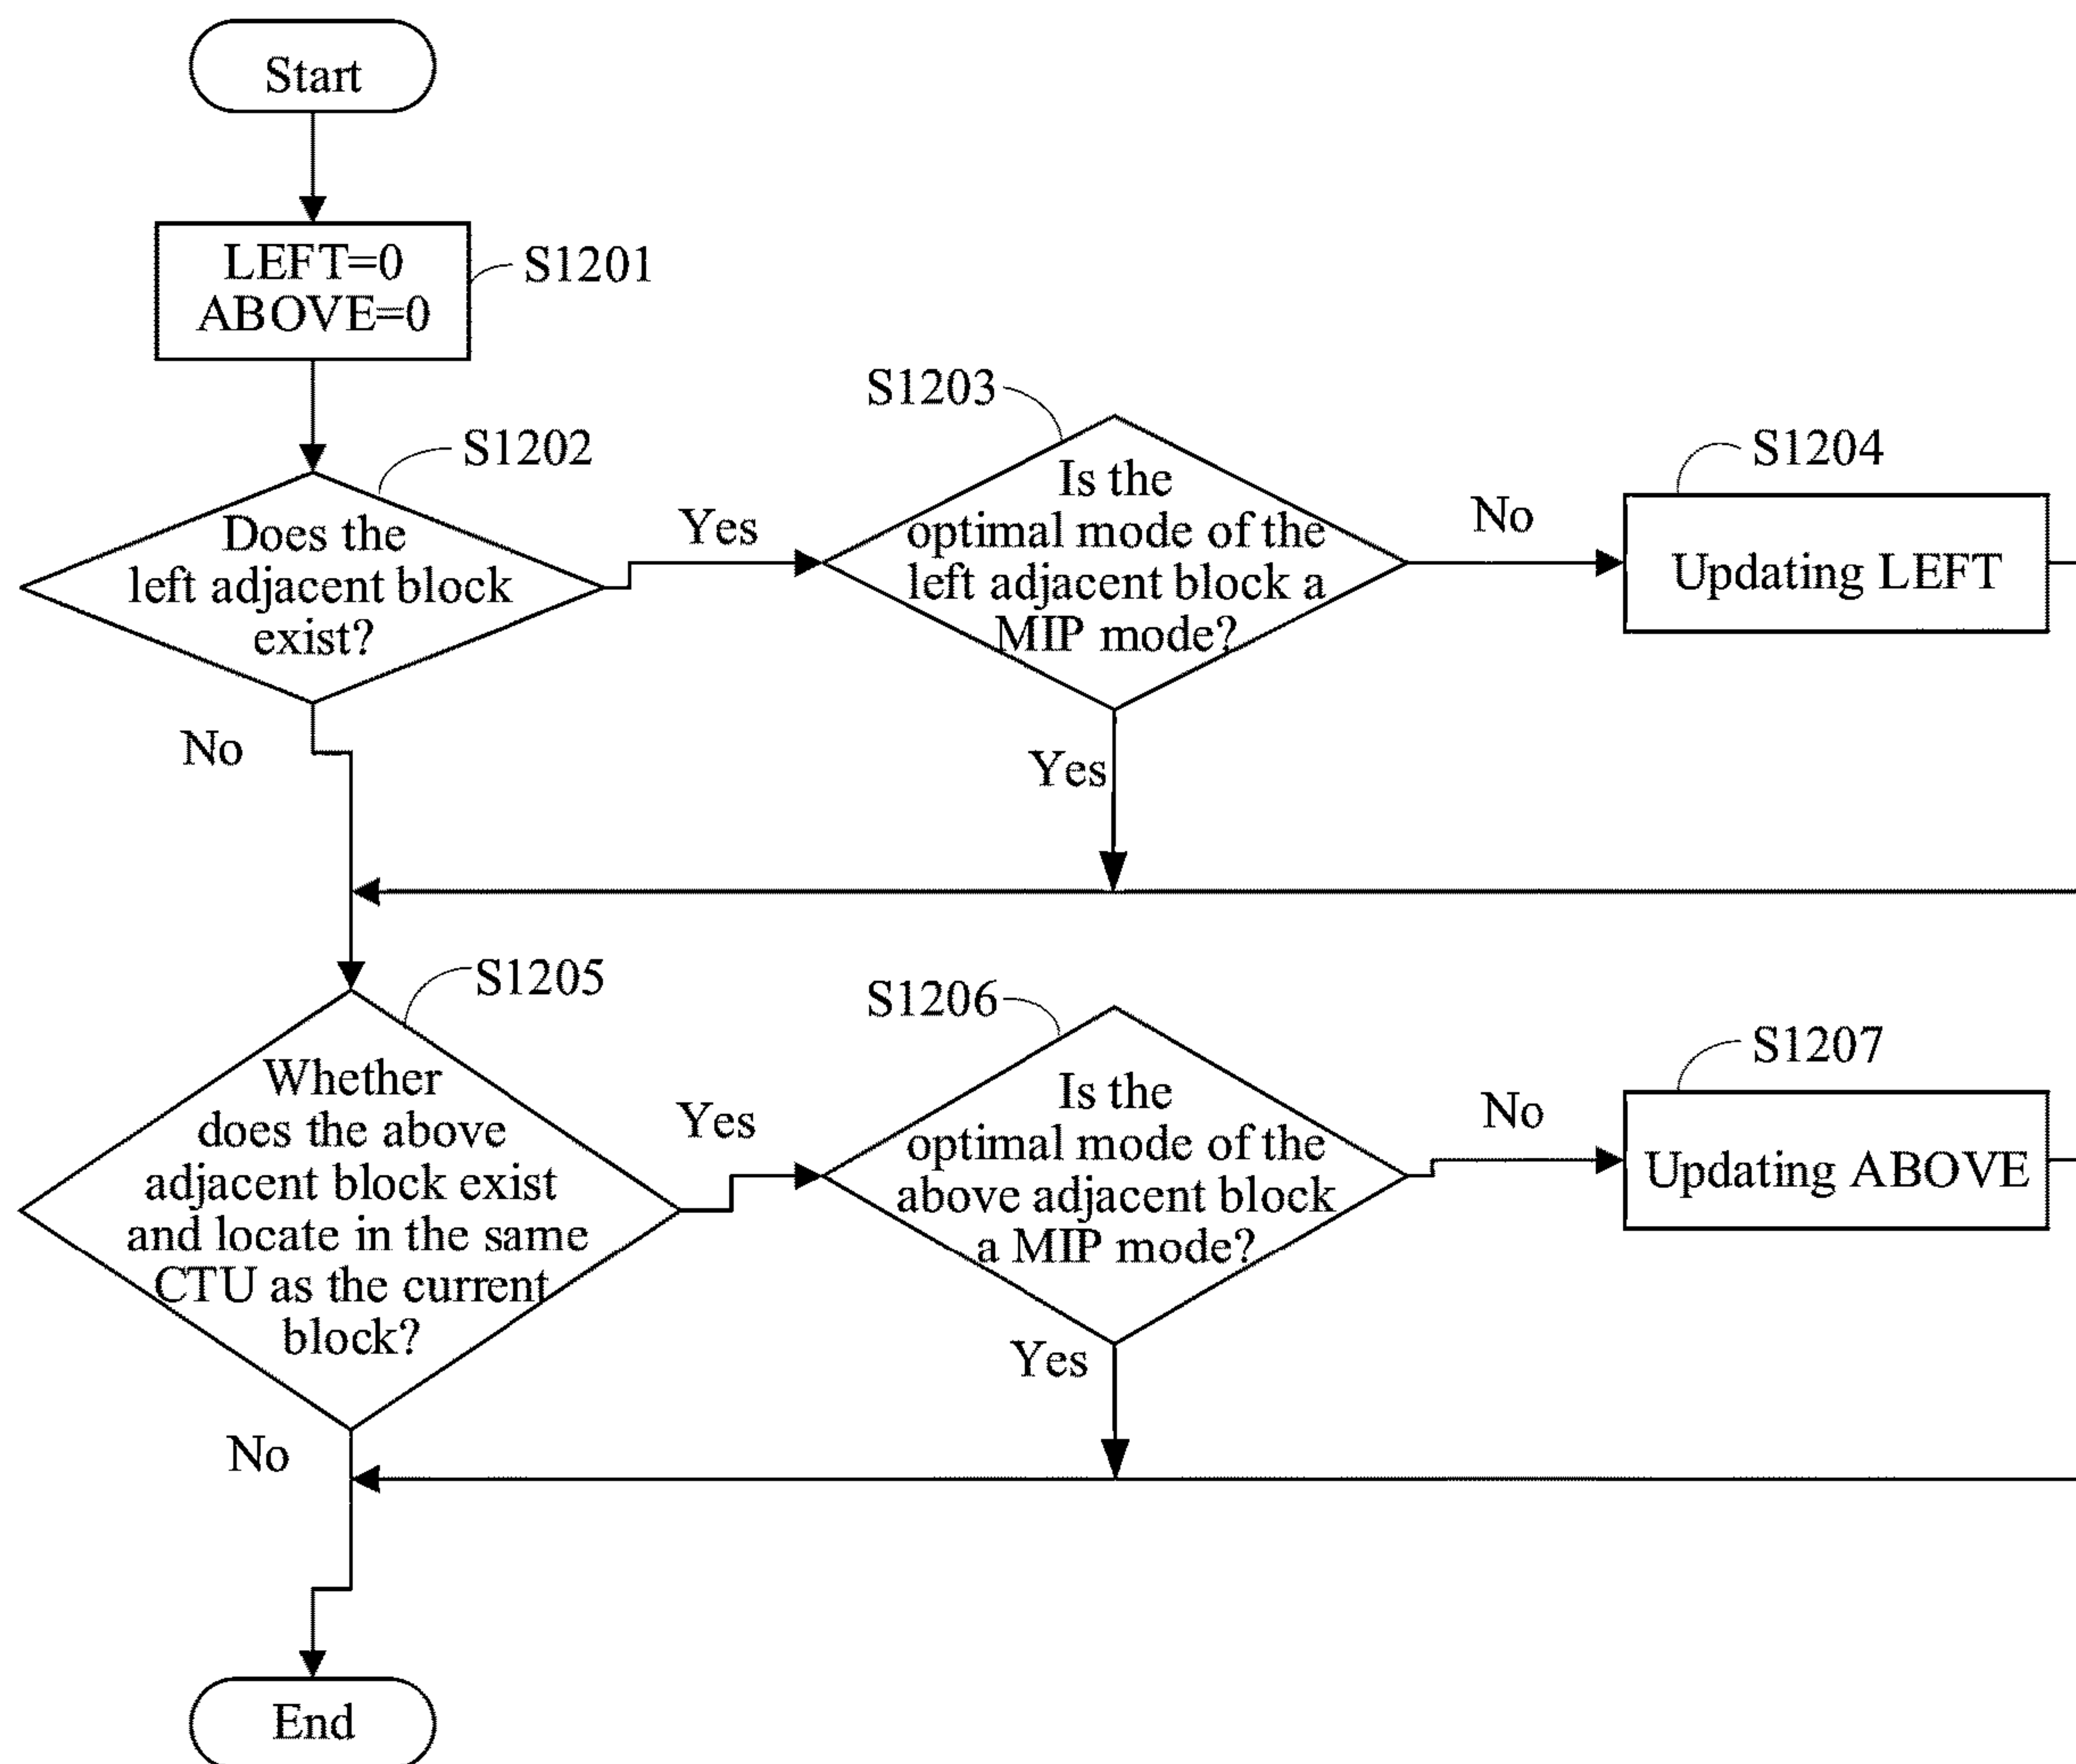 Start
LEFT=0
ABOVE=0
S1201
S1202
Does the
left adjacent block
exist?
Yes
No
S1203
Is the
optimal mode of the
left adjacent block a
MIP mode?
No
Yes
S1204
Updating LEFT
S1205
Whether
does the above
adjacent block exist
and locate in the same
CTU as the current
block?
Yes
No
S1206
Is the
optimal mode of the
above adjacent block
a MIP mode?
No
Yes
S1207
Updating ABOVE
End